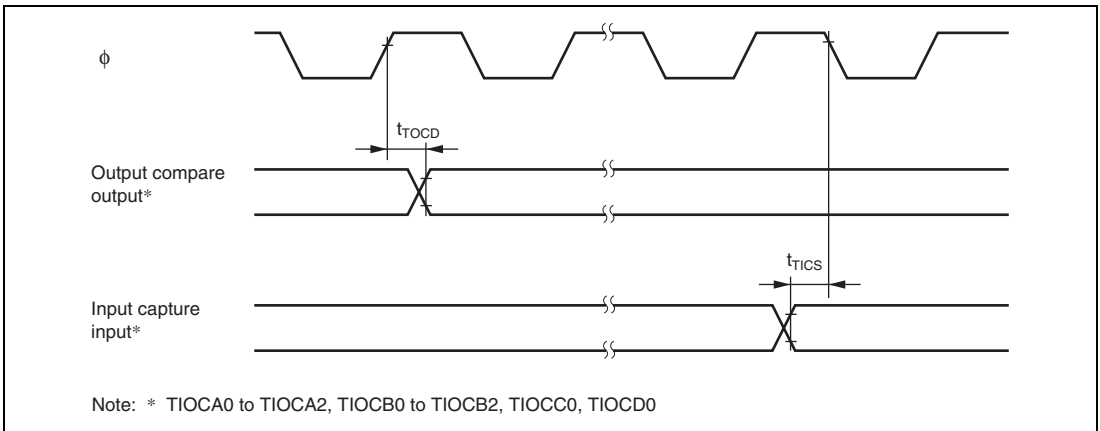 ϕ
tTOCD
Output compare
output*
tTICS
Input capture
input*
Note: * TIOCA0 to TIOCA2, TIOCB0 to TIOCB2, TIOCC0, TIOCD0